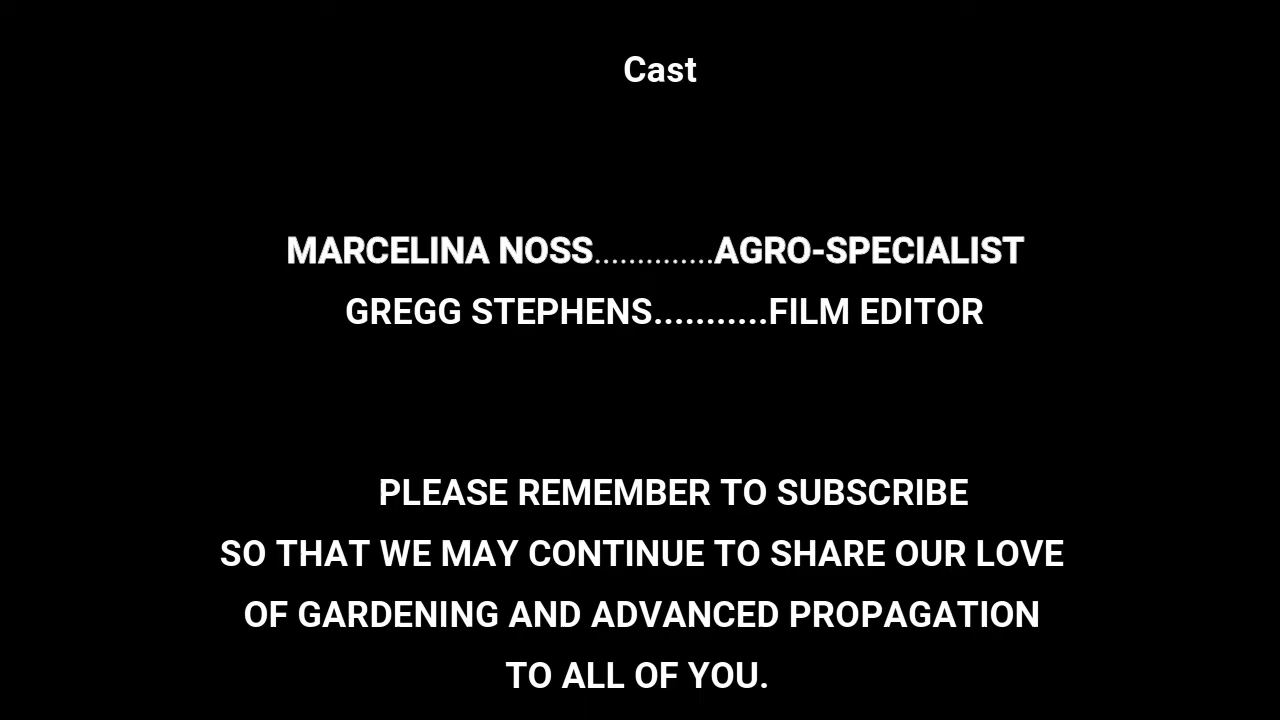 Cast
MARCELINA NOSS..............AGRO-SPECIALIST
GREGG STEPHENS...........FILM EDITOR
PLEASE REMEMBER TO SUBSCRIBE
SO THAT WE MAY CONTINUE TO SHARE OUR LOVE
OF GARDENING AND ADVANCED PROPAGATION
TO ALL OF YOU.